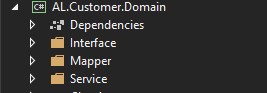 C# AL.Customer.Domain
Dependencies
Interface
Mapper
Service